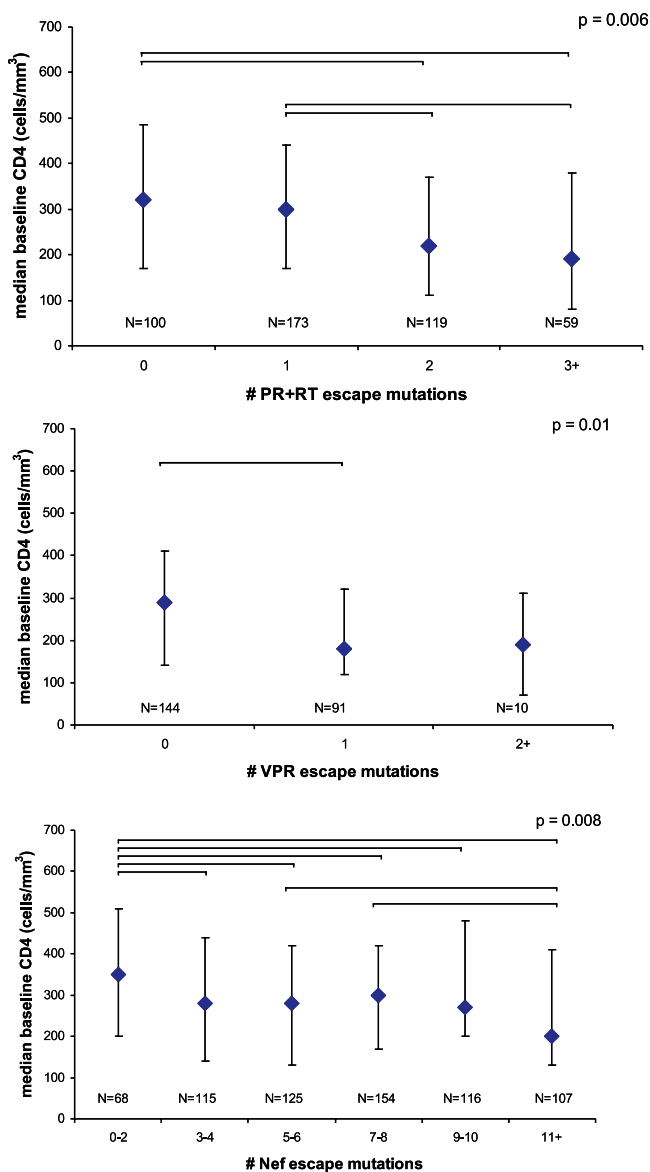 p = 0.006
median baseline CD4 (cells/mm³)
700
600
500
400
300
200
100
0
N=100 N=173 N=119 N=59
0 1 2 3+
# PR+RT escape mutations
p = 0.01
median baseline CD4 (cells/mm³)
700
600
500
400
300
200
100
0
N=144 N=91 N=10
0 1 2+
# VPR escape mutations
p = 0.008
median baseline CD4 (cells/mm³)
700
600
500
400
300
200
100
0
N=68 N=115 N=125 N=154 N=116 N=107
0-2 3-4 5-6 7-8 9-10 11+
# Nef escape mutations